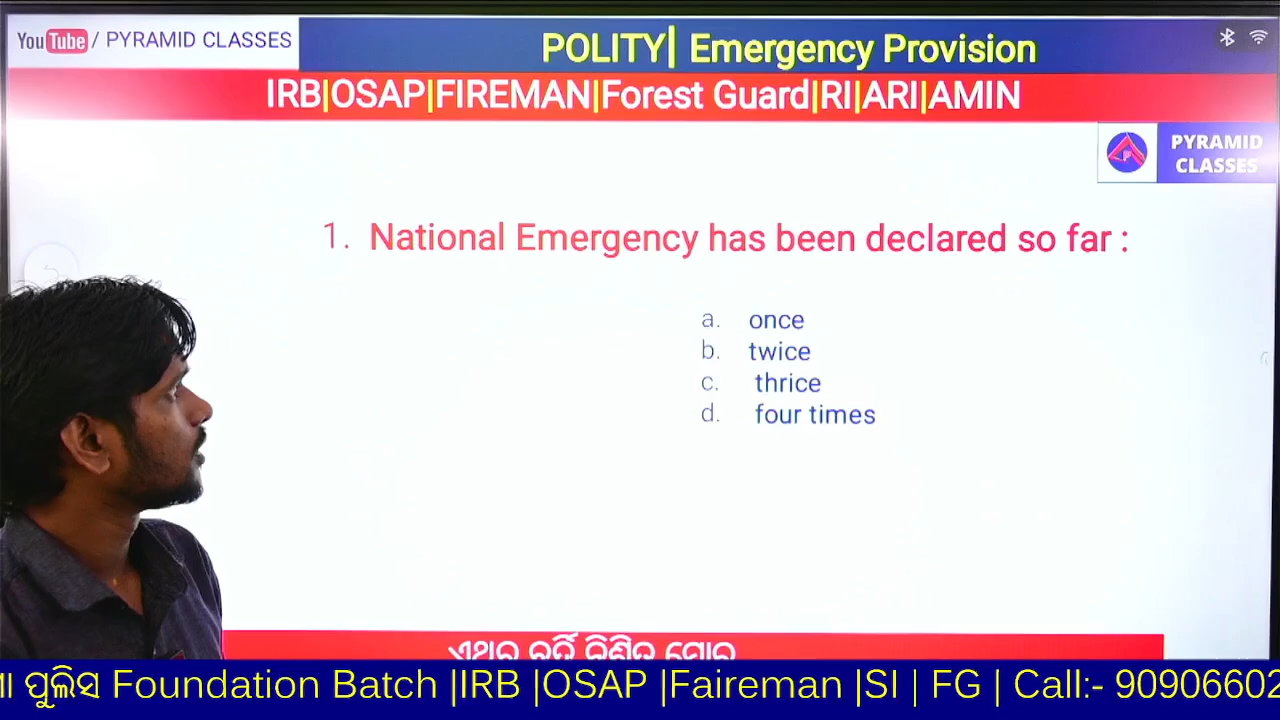 YouTube / PYRAMID CLASSES
POLITY| Emergency Provision
IRB|OSAP|FIREMAN|Forest Guard|RI|ARI|AMIN
PYRAMID
CLASSES
1. National Emergency has been declared so far :
a. once
b. twice
c. thrice
d. four times
ପୁଲିସ Foundation Batch |IRB |OSAP |Faireman |SI | FG | Call:- 90906602